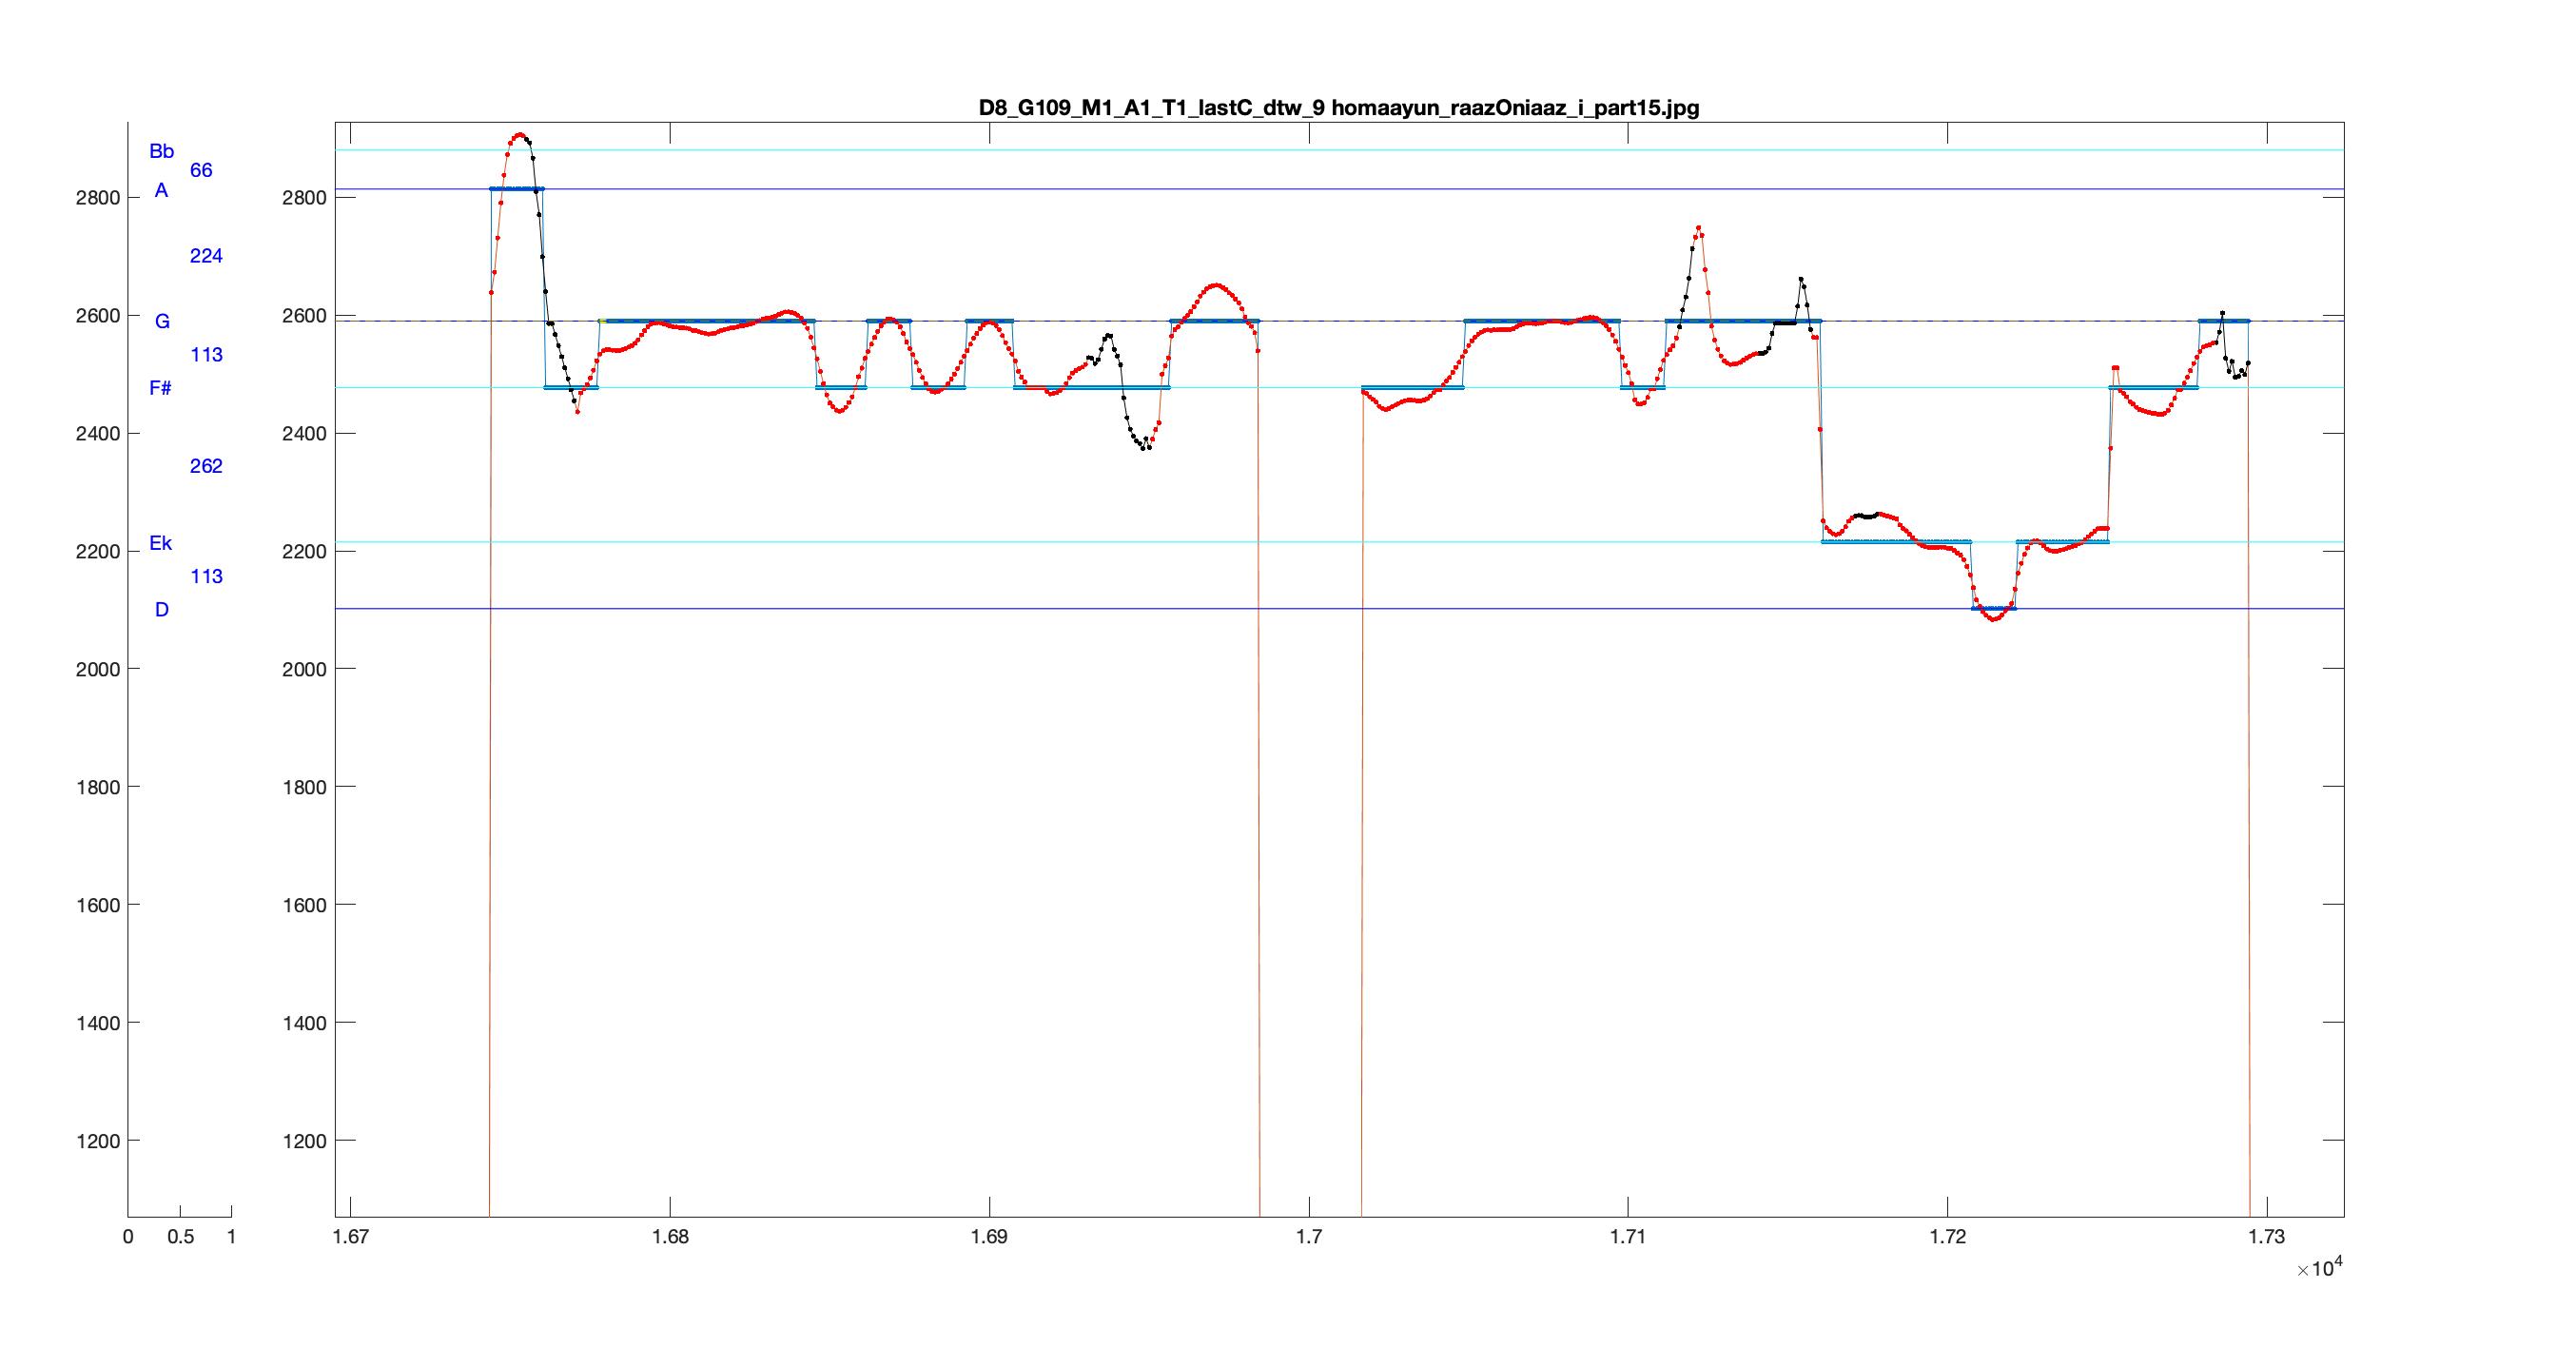 D8_G109_M1_A1_T1_lastC_dtw_9 homaayun_raazOniaaz_i_part15.jpg
Bb
66
A
2800 2800
224
2600 G 2600
113
F#
2400 2400
262
Ek
2200 2200
113
D
2000 2000
1800 1800
1600 1600
1400 1400
1200 1200
0 0.5 1 1.67 1.68 1.69 1.7 1.71 1.72 1.73
×10^4